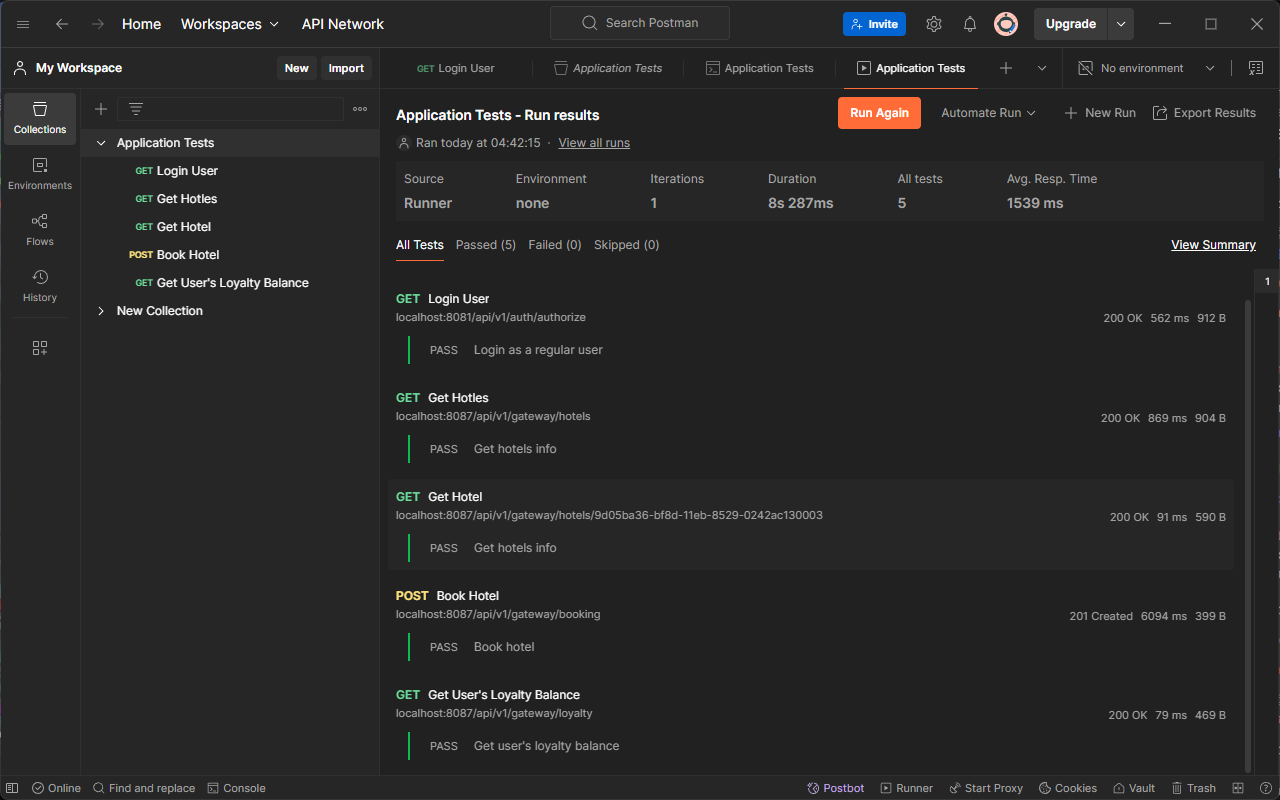 Home Workspaces API Network Search Postman Invite Upgrade
My Workspace New Import GET Login User Application Tests Application Tests Application Tests No environment
Collections
Environments
Flows
History
Application Tests
GET Login User
GET Get Hotles
GET Get Hotel
POST Book Hotel
GET Get User's Loyalty Balance
New Collection
Application Tests - Run results Run Again Automate Run New Run Export Results
Ran today at 04:42:15 · View all runs
Source Environment Iterations Duration All tests Avg. Resp. Time
Runner none 1 8s 287ms 5 1539 ms
All Tests Passed (5) Failed (0) Skipped (0) View Summary
1
GET Login User
localhost:8081/api/v1/auth/authorize 200 OK 562 ms 912 B
PASS Login as a regular user
GET Get Hotles
localhost:8087/api/v1/gateway/hotels 200 OK 869 ms 904 B
PASS Get hotels info
GET Get Hotel
localhost:8087/api/v1/gateway/hotels/9d05ba36-bf8d-11eb-8529-0242ac130003 200 OK 91 ms 590 B
PASS Get hotels info
POST Book Hotel
localhost:8087/api/v1/gateway/booking 201 Created 6094 ms 399 B
PASS Book hotel
GET Get User's Loyalty Balance
localhost:8087/api/v1/gateway/loyalty 200 OK 79 ms 469 B
PASS Get user's loyalty balance
Online Find and replace Console Postbot Runner Start Proxy Cookies Vault Trash